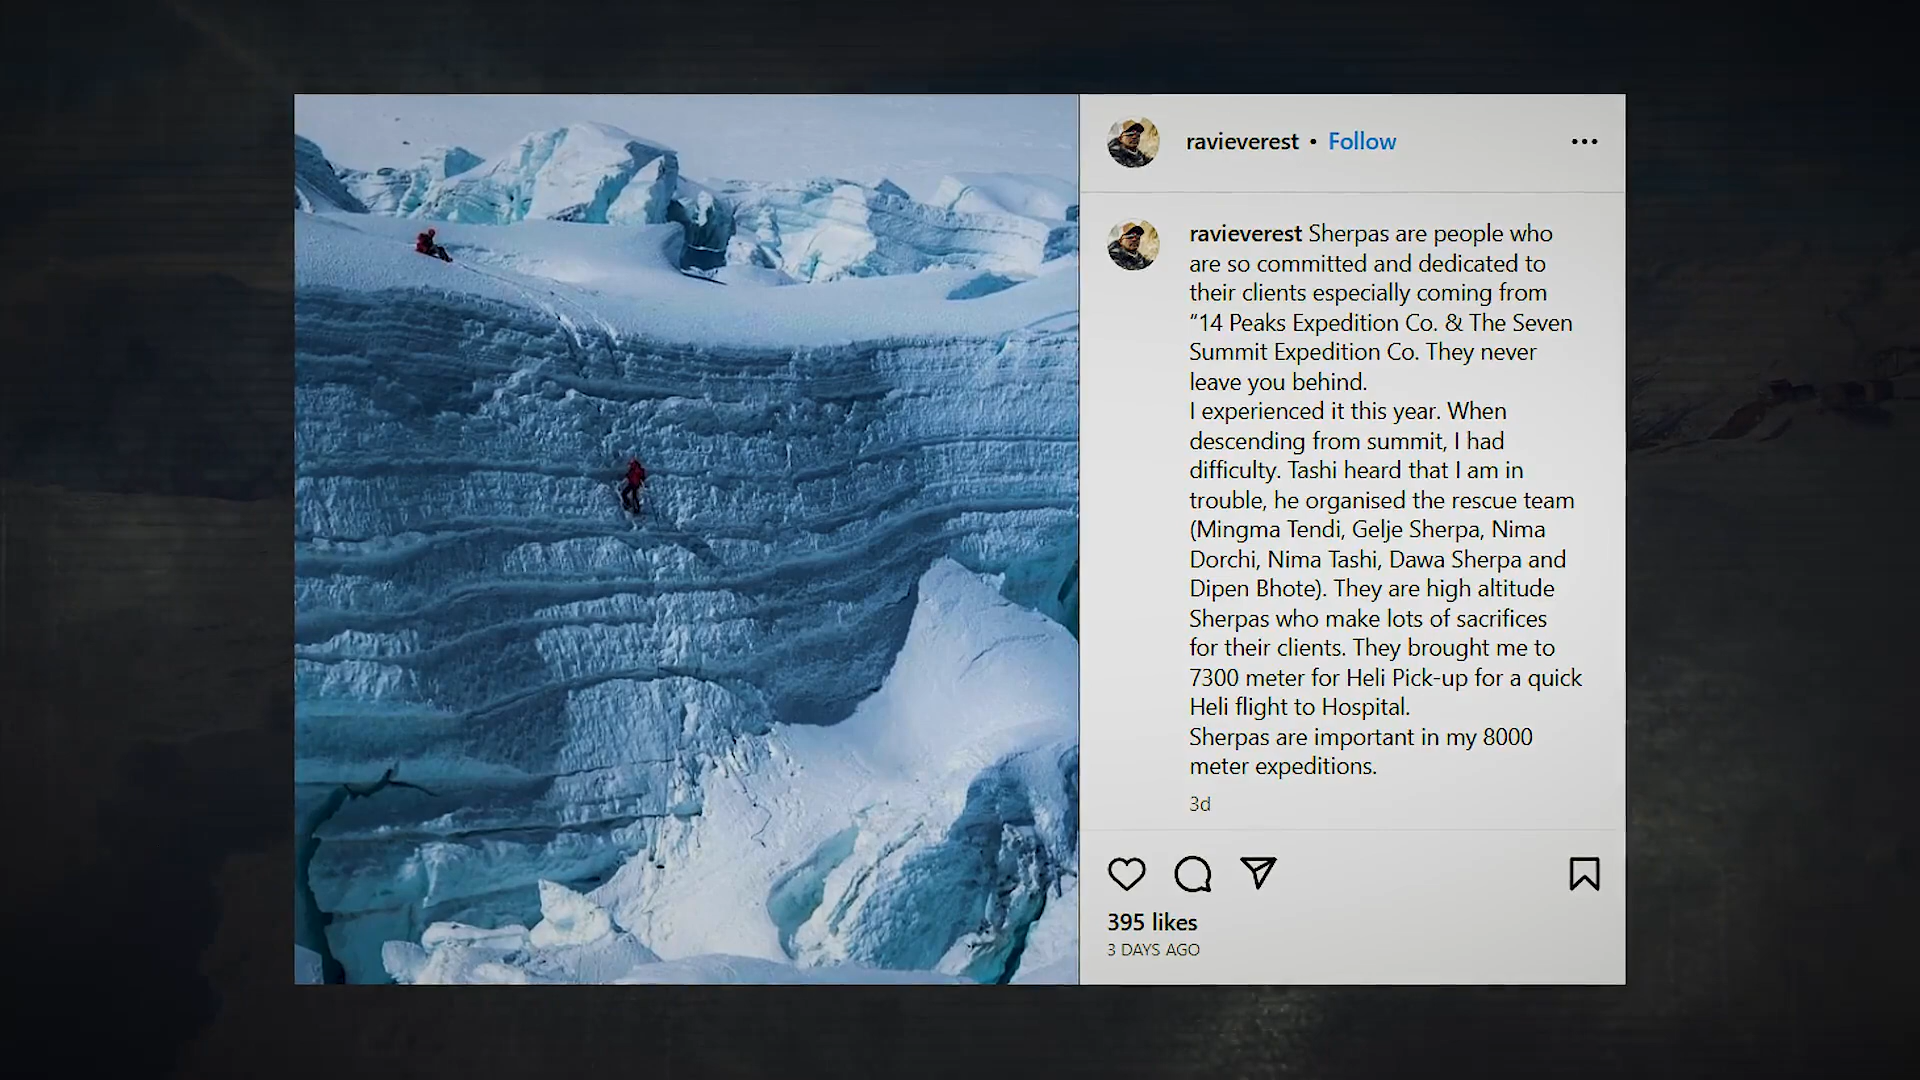 ravieverest • Follow
ravieverest Sherpas are people who
are so committed and dedicated to
their clients especially coming from
“14 Peaks Expedition Co. & The Seven
Summit Expedition Co. They never
leave you behind.
I experienced it this year. When
descending from summit, I had
difficulty. Tashi heard that I am in
trouble, he organised the rescue team
(Mingma Tendi, Gelje Sherpa, Nima
Dorchi, Nima Tashi, Dawa Sherpa and
Dipen Bhote). They are high altitude
Sherpas who make lots of sacrifices
for their clients. They brought me to
7300 meter for Heli Pick-up for a quick
Heli flight to Hospital.
Sherpas are important in my 8000
meter expeditions.
3d
395 likes
3 DAYS AGO